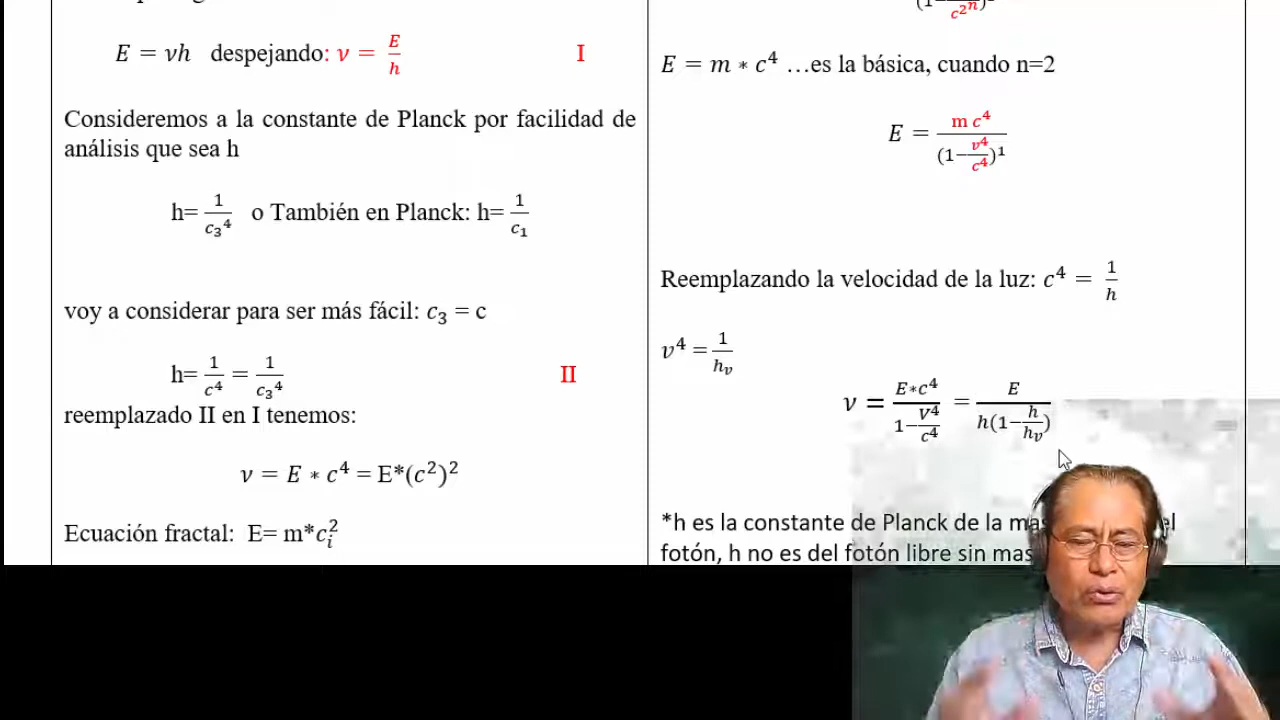 E = νh despejando: ν = E/h I
Consideremos a la constante de Planck por facilidad de
análisis que sea h
h= 1/c₃⁴ o También en Planck: h= 1/c₁
voy a considerar para ser más fácil: c₃ = c
h= 1/c⁴ = 1/c₃⁴ II
reemplazado II en I tenemos:
ν = E ∗ c⁴ = E*(c²)²
Ecuación fractal: E= m*cᵢ²
E = m ∗ c⁴ …es la básica, cuando n=2
E = m c⁴/(1−v⁴/c⁴)¹
Reemplazando la velocidad de la luz: c⁴ = 1/h
v⁴ = 1/hᵥ
ν = E∗c⁴/(1−V⁴/c⁴) = E/(h(1−h/hᵥ))
*h es la constante de Planck de la el
fotón, h no es del fotón libre sin